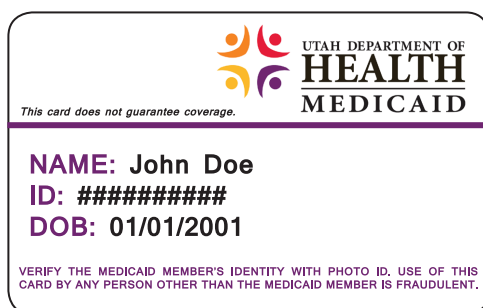 UTAH DEPARTMENT OF
HEALTH
MEDICAID
This card does not guarantee coverage.
NAME: John Doe
ID: ##########
DOB: 01/01/2001
VERIFY THE MEDICAID MEMBER'S IDENTITY WITH PHOTO ID. USE OF THIS
CARD BY ANY PERSON OTHER THAN THE MEDICAID MEMBER IS FRAUDULENT.